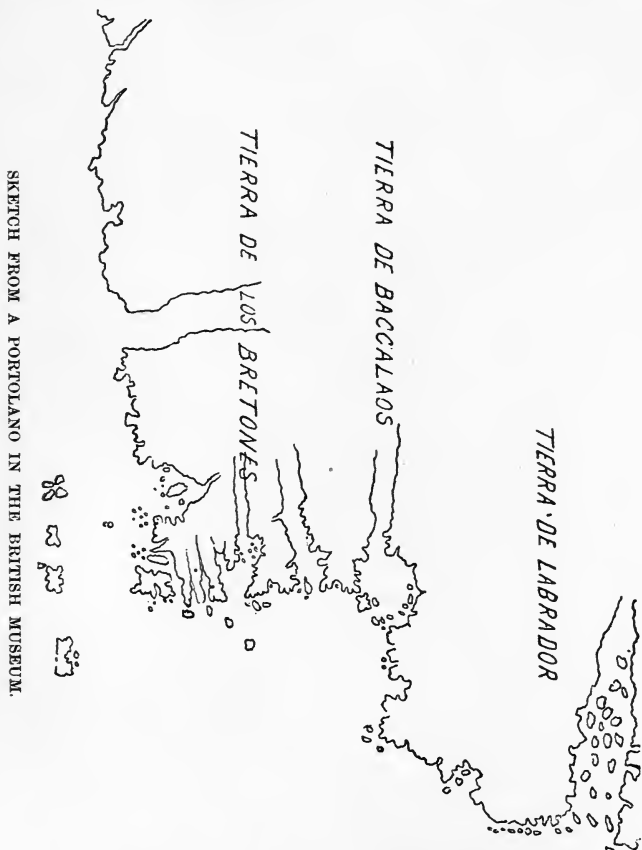 TIERRA DE LABRADOR
TIERRA DE BACCALAOS
TIERRA DE LOS BRETONES
SKETCH FROM A PORTOLANO IN THE BRITISH MUSEUM.